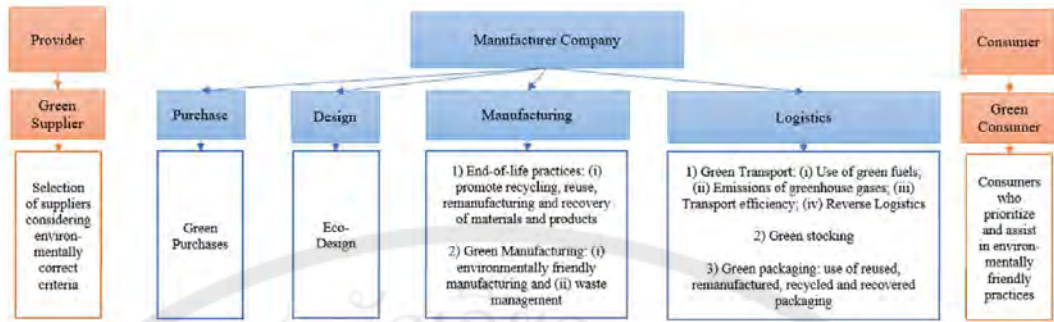 Provider
Manufacturer Company
Consumer
Green
Supplier
Purchase
Design
Manufacturing
Logistics
Green
Consumer
Selection
of suppliers
considering
environ-
mentally
correct
criteria
Green
Purchases
Eco-
Design
1) End-of-life practices: (i)
promote recycling, reuse,
remanufacturing and recovery
of materials and products
2) Green Manufacturing: (i)
environmentally friendly
manufacturing and (ii) waste
management
1) Green Transport: (i) Use of green fuels;
(ii) Emissions of greenhouse gases; (iii)
Transport efficiency; (iv) Reverse Logistics
2) Green stocking
3) Green packaging: use of reused,
remanufactured, recycled and recovered
packaging
Consumers
who
prioritize
and assist
in environ-
mentally
friendly
practices